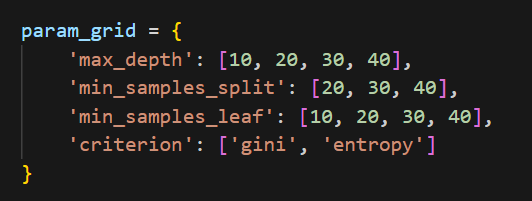 param_grid = {
    'max_depth': [10, 20, 30, 40],
    'min_samples_split': [20, 30, 40],
    'min_samples_leaf': [10, 20, 30, 40],
    'criterion': ['gini', 'entropy']
}